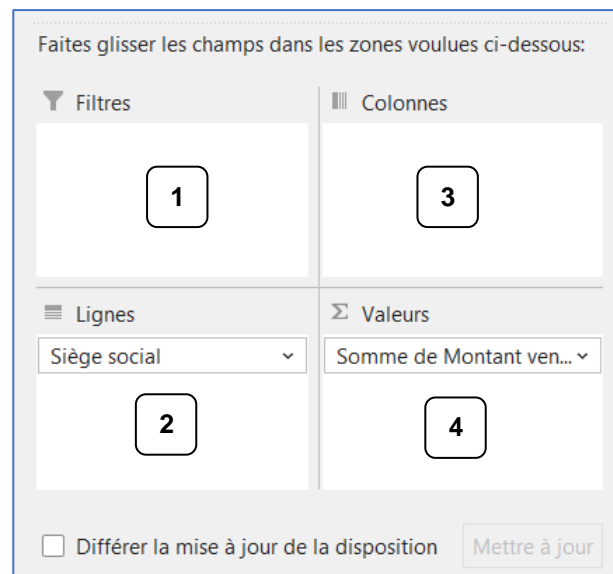 Faites glisser les champs dans les zones voulues ci-dessous:
Filtres
Colonnes
1
3
Lignes
Σ Valeurs
Siège social
Somme de Montant ven...
2
4
Différer la mise à jour de la disposition
Mettre à jour